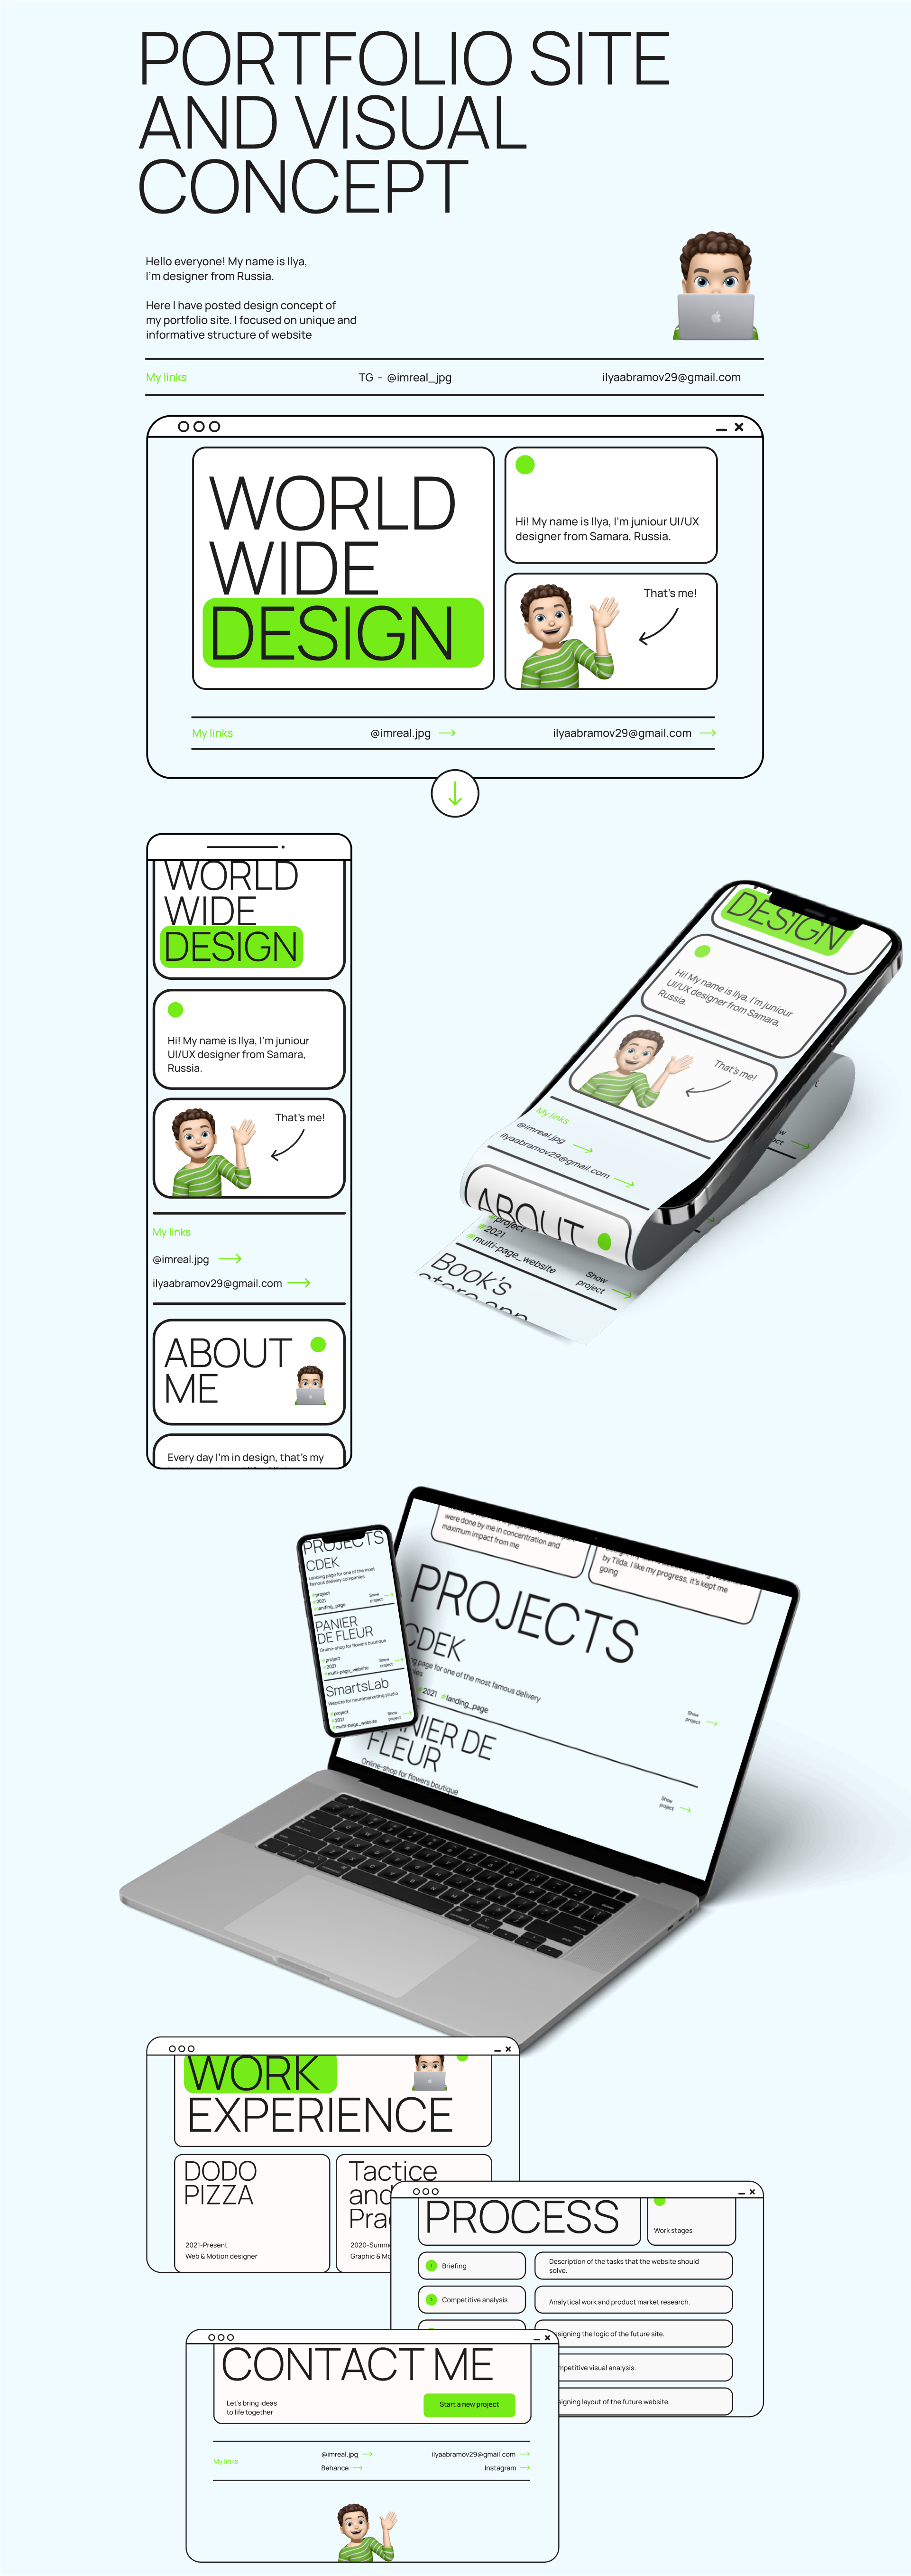 PORTFOLIO SITE
AND VISUAL
CONCEPT
Hello everyone! My name is Ilya,
I'm designer from Russia.
Here I have posted design concept of
my portfolio site. I focused on unique and
informative structure of website
My links
TG - @imreal_jpg
ilyaabramov29@gmail.com
WORLD
WIDE
DESIGN
Hi! My name is Ilya, I'm juniour UI/UX
designer from Samara, Russia.
That's me!
My links
@imreal.jpg
ilyaabramov29@gmail.com
WORLD
WIDE
DESIGN
Hi! My name is Ilya, I'm juniour
UI/UX designer from Samara,
Russia.
That's me!
My links
@imreal.jpg
ilyaabramov29@gmail.com
ABOUT
ME
Every day I'm in design, that's my
DESIGN
Hi! My name is Ilya, I'm juniour
UI/UX designer from Samara,
Russia.
That's me!
My links
@imreal.jpg
ilyaabramov29@gmail.com
ABOUT
#project
#2021
#multi-page_website
Show
project
Book's
store app
PROJECTS
CDEK
Landing page for one of the most
famous delivery companies
#project
#2021
#landing_page
Show
project
PANIER
DE FLEUR
Online-shop for flowers boutique
#project
#2021
#multi-page_website
Show
project
SmartsLab
Website for neuromarketing studio
#project
#2021
#multi-page_website
Show
project
were done by me in concentration and
maximum impact from me
by Tilda. I like my progress, it's kept me
going
PROJECTS
CDEK
page for one of the most famous delivery
#2021 #landing_page
Show
project
DE
FLEUR
Online-shop for flowers boutique
Show
project
WORK
EXPERIENCE
DODO
PIZZA
2021-Present
Web & Motion designer
Tactice
and
2020-Summe
Graphic & Mo
PROCESS
Work stages
1 Briefing
Description of the tasks that the website should
solve.
2 Competitive analysis
Analytical work and product market research.
signing the logic of the future site.
mpetitive visual analysis.
signing layout of the future website.
CONTACT ME
Let's bring ideas
to life together
Start a new project
My links
@imreal.jpg
ilyaabramov29@gmail.com
Behance
Instagram